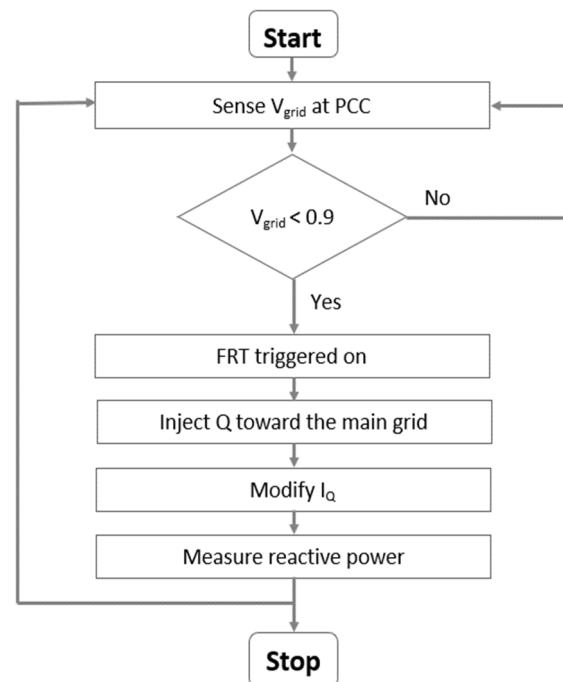 Start
Sense Vgrid at PCC
Vgrid < 0.9
No
Yes
FRT triggered on
Inject Q toward the main grid
Modify IQ
Measure reactive power
Stop